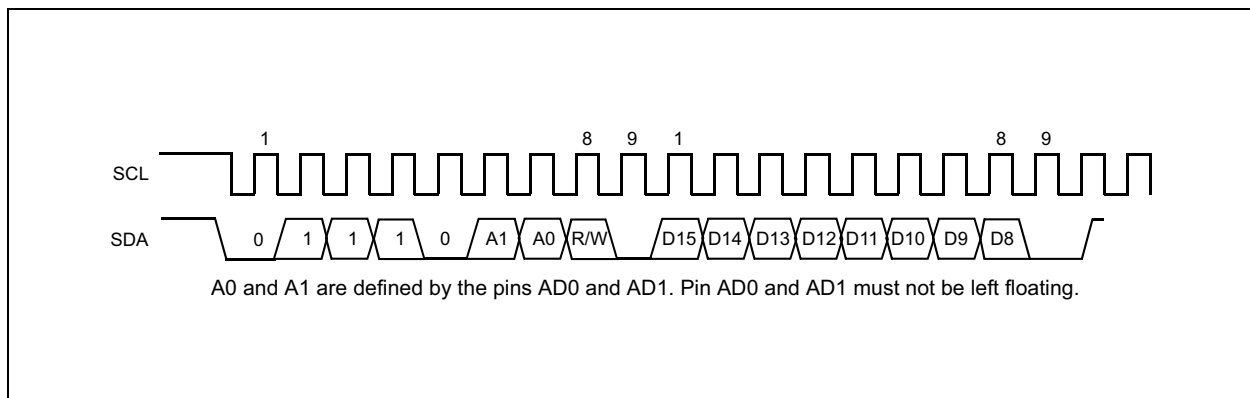 1 8 9 1 8 9
SCL
SDA 0 1 1 1 0 A1 A0 R/W D15 D14 D13 D12 D11 D10 D9 D8
A0 and A1 are defined by the pins AD0 and AD1. Pin AD0 and AD1 must not be left floating.